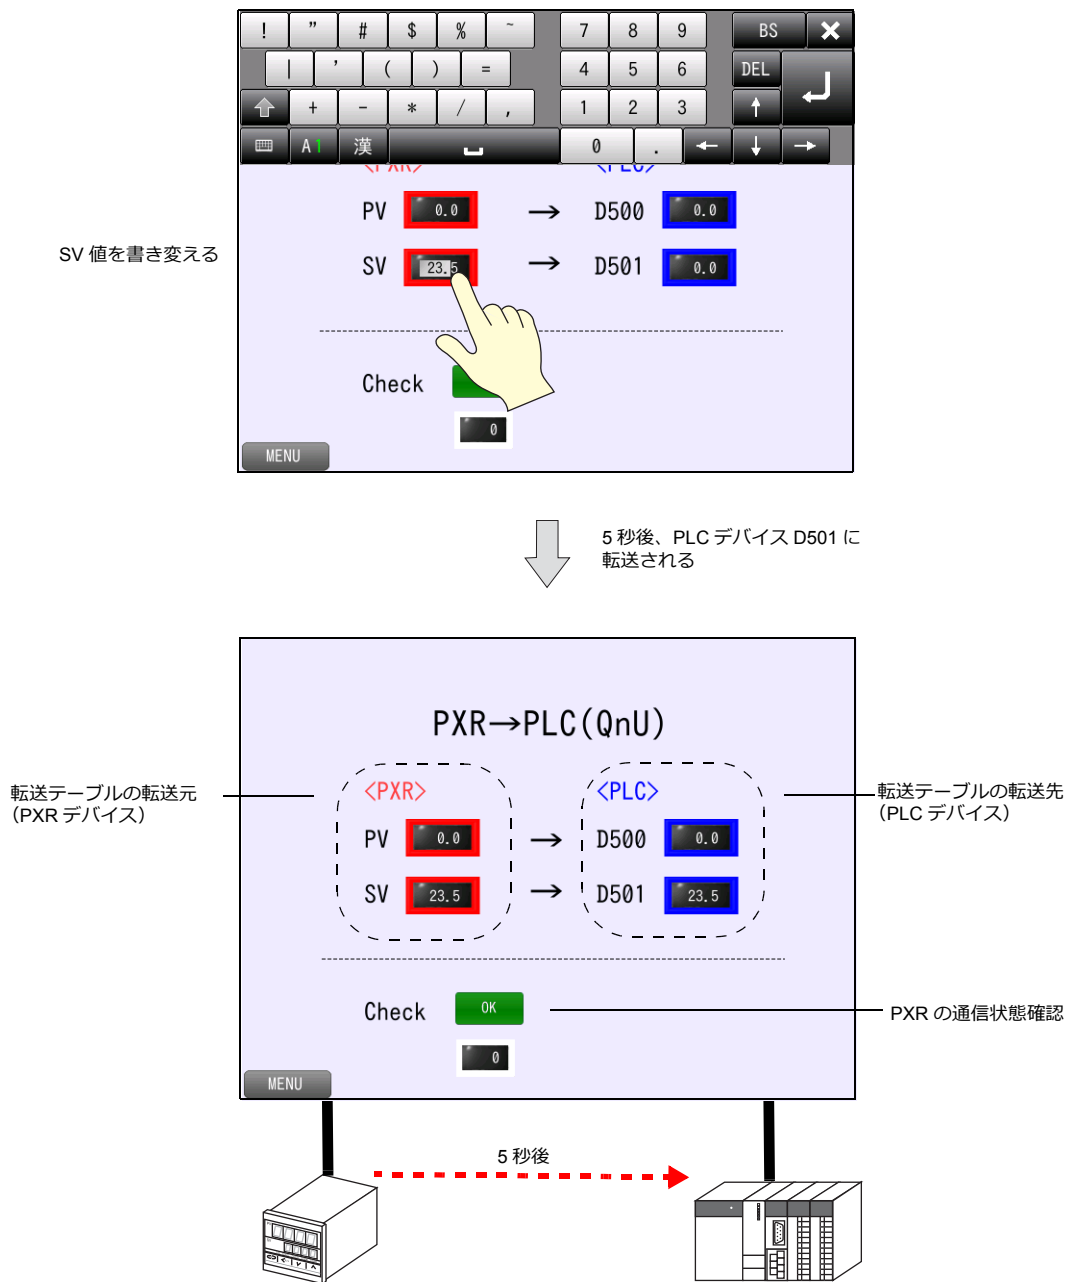 ! " # $ % ~ 7 8 9 BS
| ' ( ) = 4 5 6 DEL
+ - * / , 1 2 3 ↑
A1 漢 0 . ← ↓ →
<PXR> <PLC>
PV 0.0 → D500 0.0
SV 23.5 → D501 0.0
SV 値を書き変える
Check
0
MENU
5 秒後、PLC デバイス D501 に
転送される
PXR→PLC(QnU)
転送テーブルの転送元
（PXR デバイス）
<PXR> <PLC>
転送テーブルの転送先
（PLC デバイス）
PV 0.0 → D500 0.0
SV 23.5 → D501 23.5
Check OK
PXR の通信状態確認
0
MENU
5 秒後